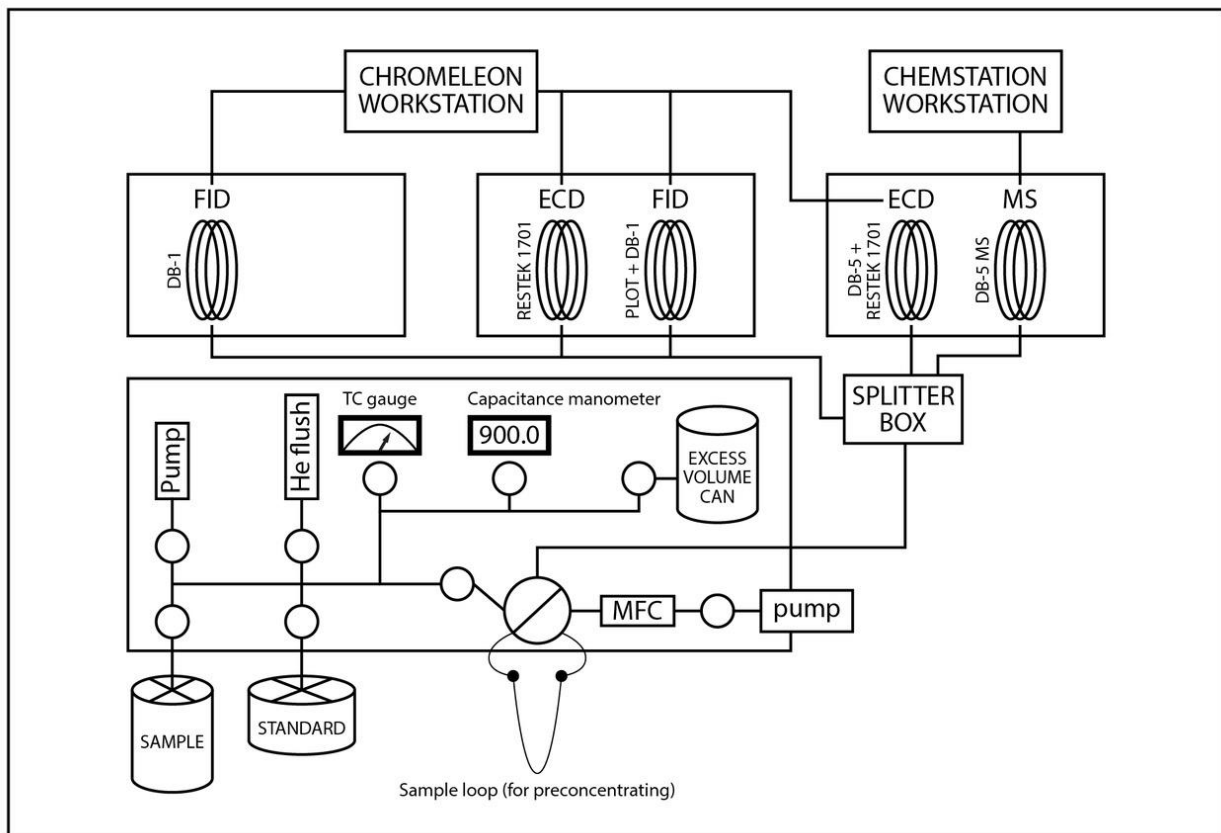 CHROMELEON
WORKSTATION
CHEMSTATION
WORKSTATION
FID
DB-1
ECD
RESTEK 1701
FID
PLOT + DB-1
ECD
DB-5 +
RESTEK 1701
MS
DB-5 MS
SPLITTER
BOX
Pump
He flush
TC gauge
Capacitance manometer
900.0
EXCESS
VOLUME
CAN
MFC
pump
SAMPLE
STANDARD
Sample loop (for preconcentrating)